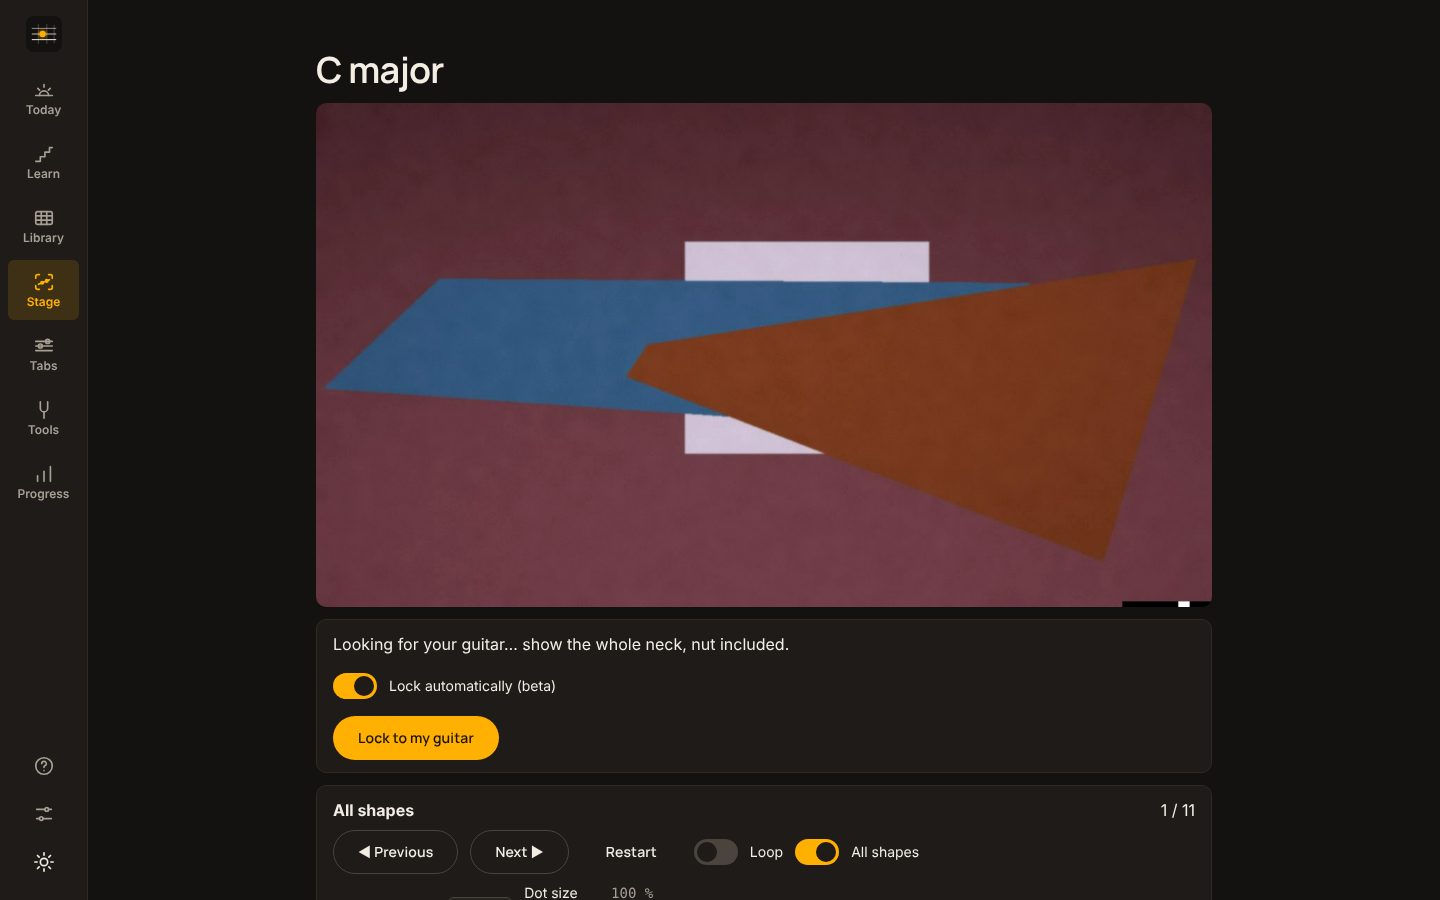 C major
Today
Learn
Library
Stage
Tabs
Tools
Progress
Looking for your guitar... show the whole neck, nut included.
Lock automatically (beta)
Lock to my guitar
All shapes
1 / 11
◀ Previous
Next ▶
Restart
Loop
All shapes
Dot size
100 %